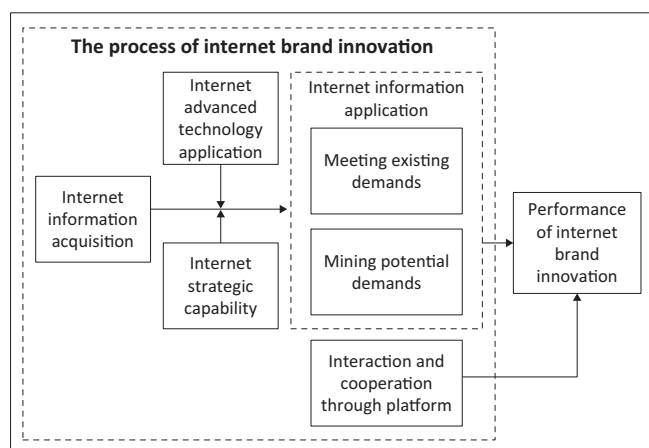 The process of internet brand innovation
Internet
advanced
technology
application
Internet information
application
Meeting existing
demands
Internet
information
acquisition
Performance
of internet
brand
innovation
Internet
strategic
capability
Mining potential
demands
Interaction and
cooperation
through platform